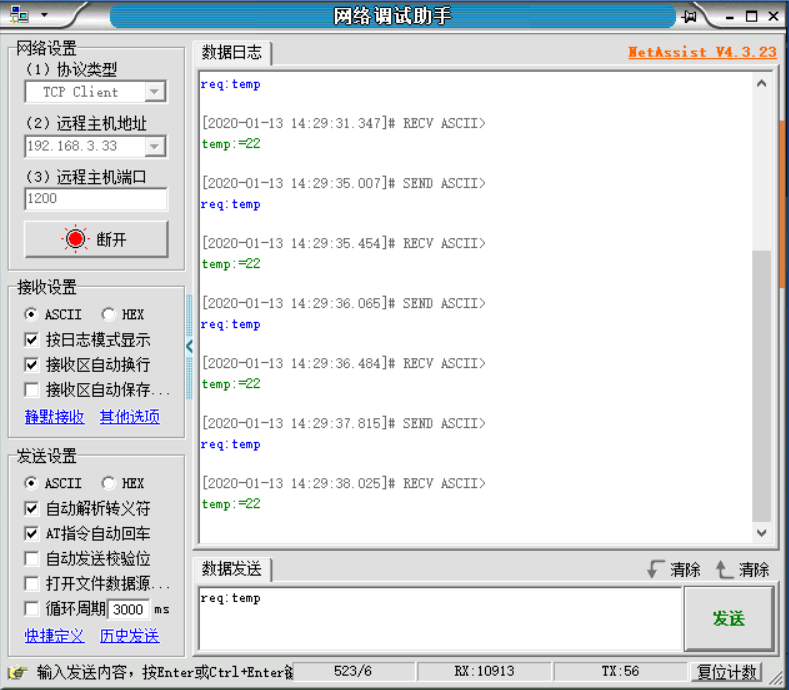 网络调试助手
网络设置
(1) 协议类型
TCP Client
(2) 远程主机地址
192.168.3.33
(3) 远程主机端口
1200
断开
接收设置
ASCII HEX
按日志模式显示
接收区自动换行
接收区自动保存...
静默接收 其他选项
发送设置
ASCII HEX
自动解析转义符
AT指令自动回车
自动发送校验位
打开文件数据源...
循环周期 3000 ms
快捷定义 历史发送
数据日志 NetAssist V4.3.23
req:temp
[2020-01-13 14:29:31.347]# RECV ASCII>
temp:=22
[2020-01-13 14:29:35.007]# SEND ASCII>
req:temp
[2020-01-13 14:29:35.454]# RECV ASCII>
temp:=22
[2020-01-13 14:29:36.065]# SEND ASCII>
req:temp
[2020-01-13 14:29:36.484]# RECV ASCII>
temp:=22
[2020-01-13 14:29:37.815]# SEND ASCII>
req:temp
[2020-01-13 14:29:38.025]# RECV ASCII>
temp:=22
数据发送 清除 清除
req:temp
发送
输入发送内容，按Enter或Ctrl+Enter 523/6 RX:10913 TX:56 复位计数